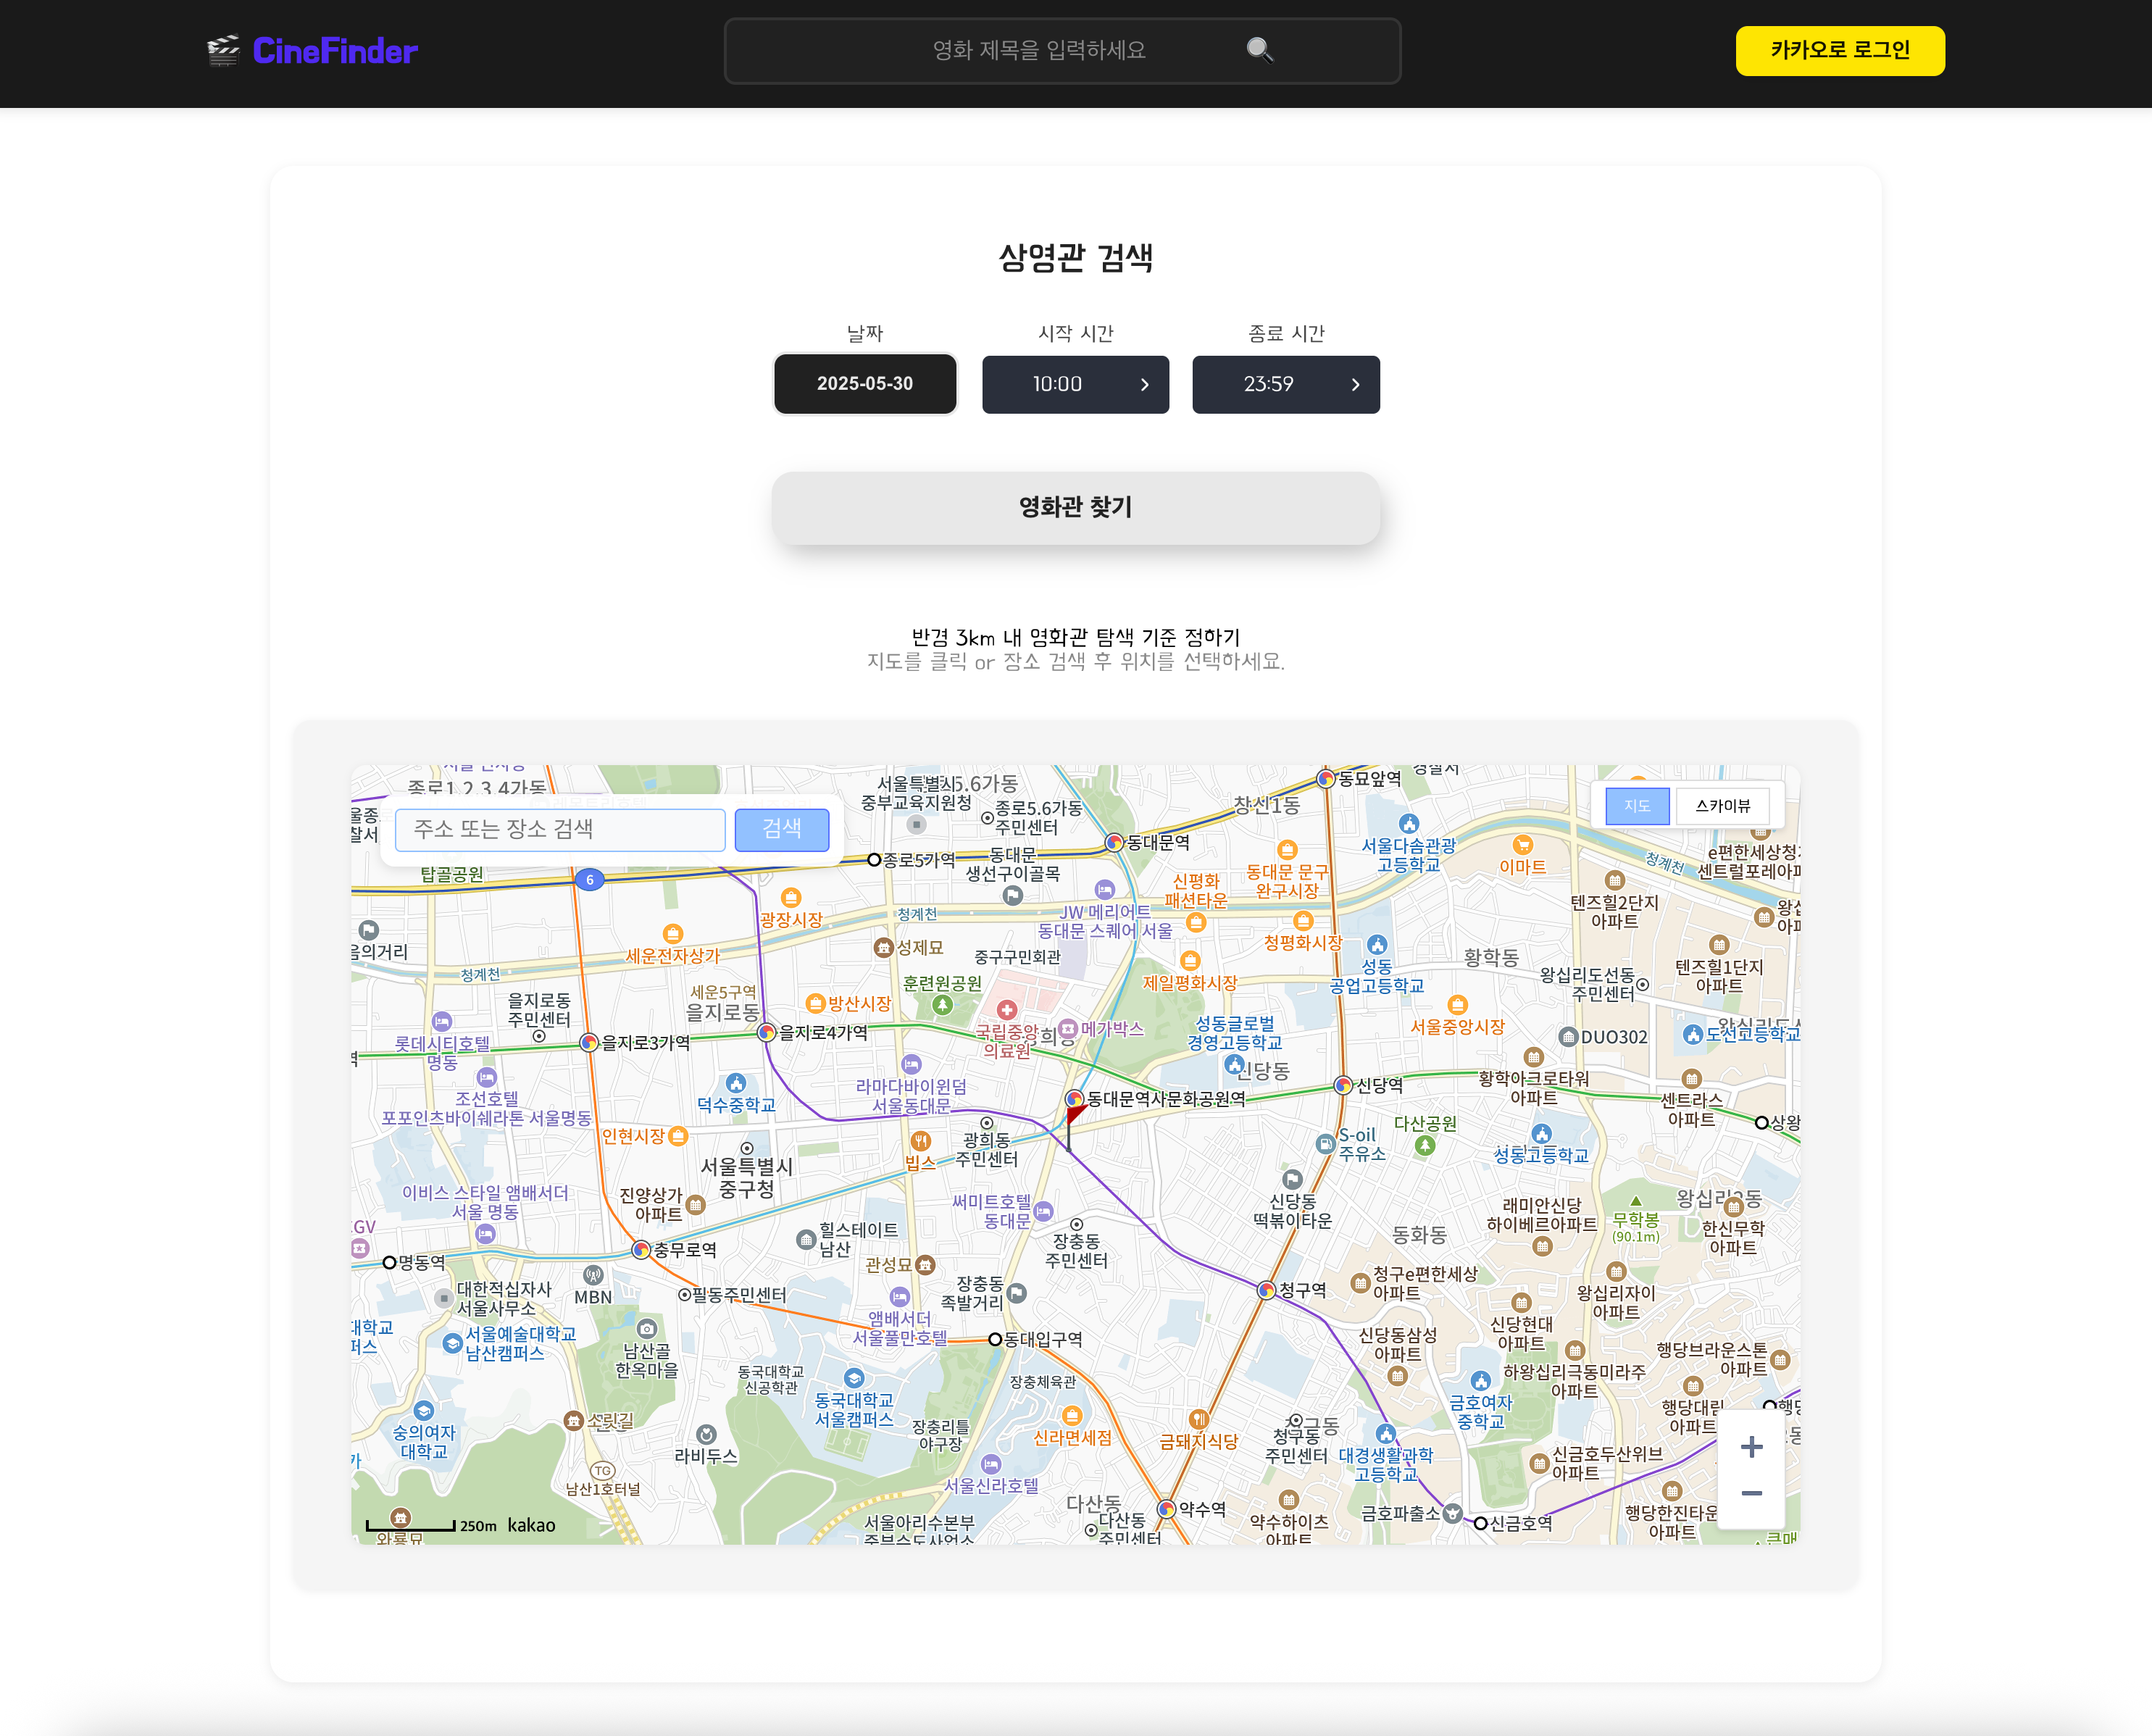 CineFinder
영화 제목을 입력하세요
카카오로 로그인
상영관 검색
날짜
시작 시간
종료 시간
2025-05-30
10:00
23:59
영화관 찾기
반경 3km 내 영화관 탐색 기준 정하기
지도를 클릭 or 장소 검색 후 위치를 선택하세요.
종로1,2,3,4가동
주소 또는 장소 검색
검색
지도
스카이뷰
서울특별시
중부교육지원청
5.6가동
종로5.6가동
주민센터
창신1동
동묘앞역
경찰서
동대문역
종로5가역
동대문
생선구이골목
탑골공원
6
서울다솜관광
고등학교
이마트
청계천
센트럴포레아파
동대문 문구
완구시장
신평화
패션타운
텐즈힐2단지
아파트
광장시장
청계천
JW 메리어트
동대문 스퀘어 서울
청평화시장
음의거리
세운전자상가
성제묘
중구구민회관
성동
공업고등학교
황학동
왕십리도선동
주민센터
텐즈힐1단지
아파트
청계천
을지로동
주민센터
세운5구역
을지로동
방산시장
훈련원공원
제일평화시장
서울중앙시장
롯데시티호텔
명동
을지로3가역
을지로4가역
국립중앙
의료원
메가박스
성동글로벌
경영고등학교
신당동
DUO302
도선고등학교
조선호텔
포포인츠바이쉐라톤 서울명동
덕수중학교
라마다바이윈덤
서울동대문
동대문역사문화공원역
신당역
황학아크로타워
아파트
센트라스
아파트
상왕
인현시장
서울특별시
중구청
빕스
광희동
주민센터
S-oil
주유소
다산공원
성동고등학교
이비스 스타일 앰배서더
서울 명동
진양상가
아파트
써미트호텔
동대문
신당동
떡볶이타운
래미안신당
하이베르아파트
무학봉
(90.1m)
왕십리2동
한신무학
아파트
명동역
충무로역
힐스테이트
남산
관성묘
장충동
주민센터
동화동
대한적십자사
서울사무소
MBN
필동주민센터
장충동
족발거리
청구역
청구e편한세상
아파트
왕십리자이
아파트
서울예술대학교
남산캠퍼스
남산골
한옥마을
앰배서더
서울풀만호텔
동대입구역
신당동삼성
아파트
신당현대
아파트
하왕십리극동미라주
아파트
행당브라운스톤
아파트
숭의여자
대학교
소릿길
라비두스
동국대학교
신공학관
동국대학교
서울캠퍼스
장충체육관
장충리틀
야구장
신라면세점
금돼지식당
청구동
주민센터
대경생활과학
고등학교
금호여자
중학교
행당대림
아파트
TG
남산1호터널
서울신라호텔
신금호두산위브
아파트
와룡묘
250m
kakao
서울아리수본부
중부수도사업소
다산동
다산동
주민센터
약수역
약수하이츠
아파트
금호파출소
신금호역
행당한진타운
아파트